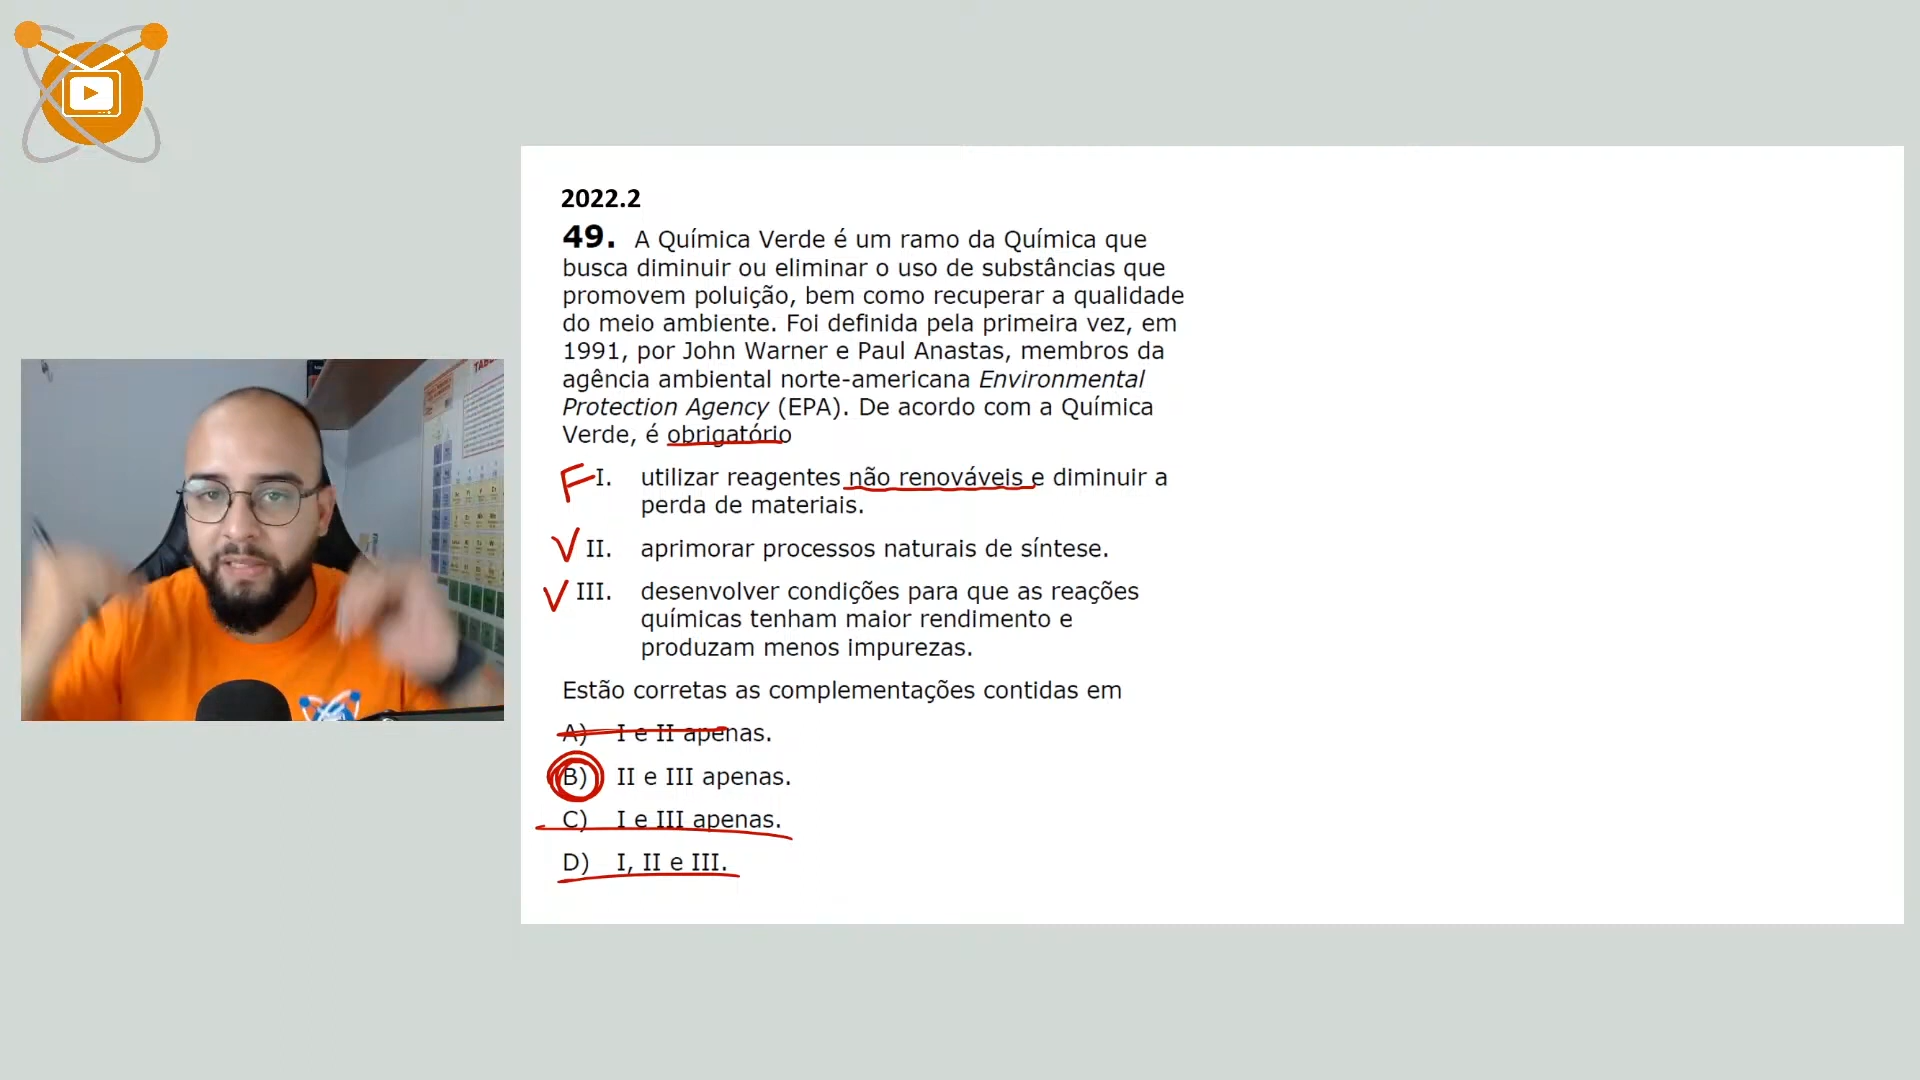 2022.2
49. A Química Verde é um ramo da Química que
busca diminuir ou eliminar o uso de substâncias que
promovem poluição, bem como recuperar a qualidade
do meio ambiente. Foi definida pela primeira vez, em
1991, por John Warner e Paul Anastas, membros da
agência ambiental norte-americana Environmental
Protection Agency (EPA). De acordo com a Química
Verde, é obrigatório
F I. utilizar reagentes não renováveis e diminuir a
perda de materiais.
V II. aprimorar processos naturais de síntese.
V III. desenvolver condições para que as reações
químicas tenham maior rendimento e
produzam menos impurezas.
Estão corretas as complementações contidas em
A) I e II apenas.
B) II e III apenas.
C) I e III apenas.
D) I, II e III.